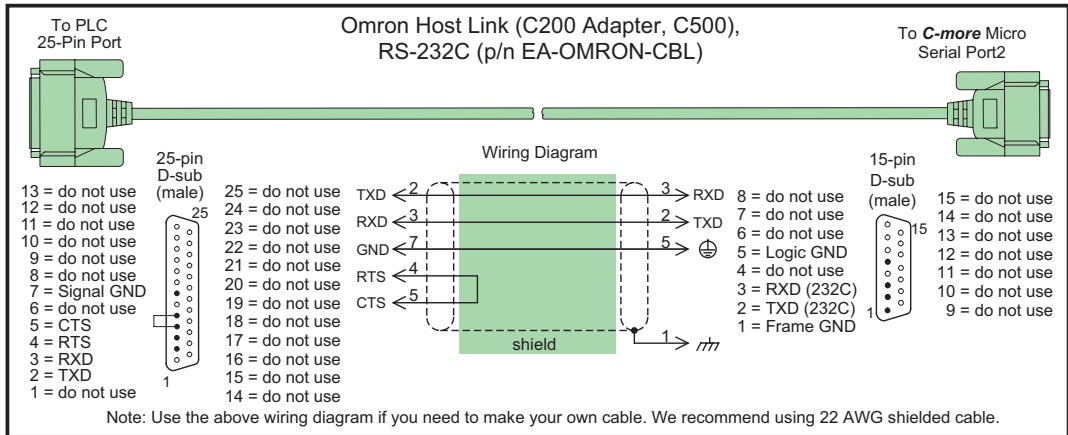 To PLC
25-Pin Port
Omron Host Link (C200 Adapter, C500),
RS-232C (p/n EA-OMRON-CBL)
To C-more Micro
Serial Port2
25-pin
D-sub
(male)
13 = do not use
12 = do not use
11 = do not use
10 = do not use
9 = do not use
8 = do not use
7 = Signal GND
6 = do not use
5 = CTS
4 = RTS
3 = RXD
2 = TXD
1 = do not use
25
1
25 = do not use
24 = do not use
23 = do not use
22 = do not use
21 = do not use
20 = do not use
19 = do not use
18 = do not use
17 = do not use
16 = do not use
15 = do not use
14 = do not use
Wiring Diagram
TXD 2 3 RXD
RXD 3 2 TXD
GND 7 5
RTS 4
CTS 5
shield
1
8 = do not use
7 = do not use
6 = do not use
5 = Logic GND
4 = do not use
3 = RXD (232C)
2 = TXD (232C)
1 = Frame GND
15-pin
D-sub
(male)
15
1
15 = do not use
14 = do not use
13 = do not use
12 = do not use
11 = do not use
10 = do not use
9 = do not use
Note: Use the above wiring diagram if you need to make your own cable. We recommend using 22 AWG shielded cable.